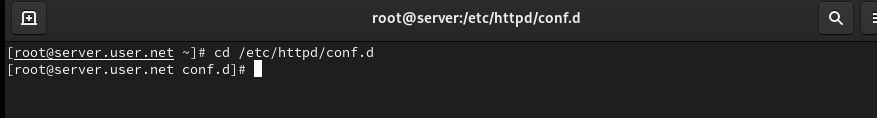 root@server:/etc/httpd/conf.d
[root@server.user.net ~]# cd /etc/httpd/conf.d
[root@server.user.net conf.d]#